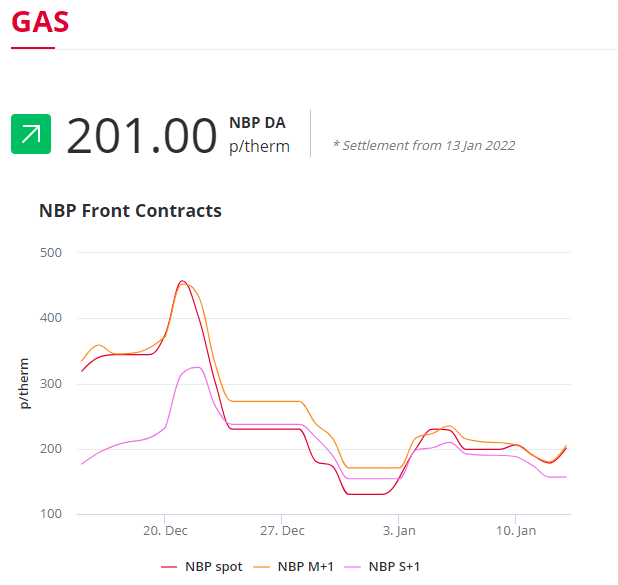 GAS
201.00
NBP DA
p/therm
* Settlement from 13 Jan 2022
NBP Front Contracts
500
400
300
200
100
p/therm
20. Dec
27. Dec
3. Jan
10. Jan
NBP spot
NBP M+1
NBP S+1